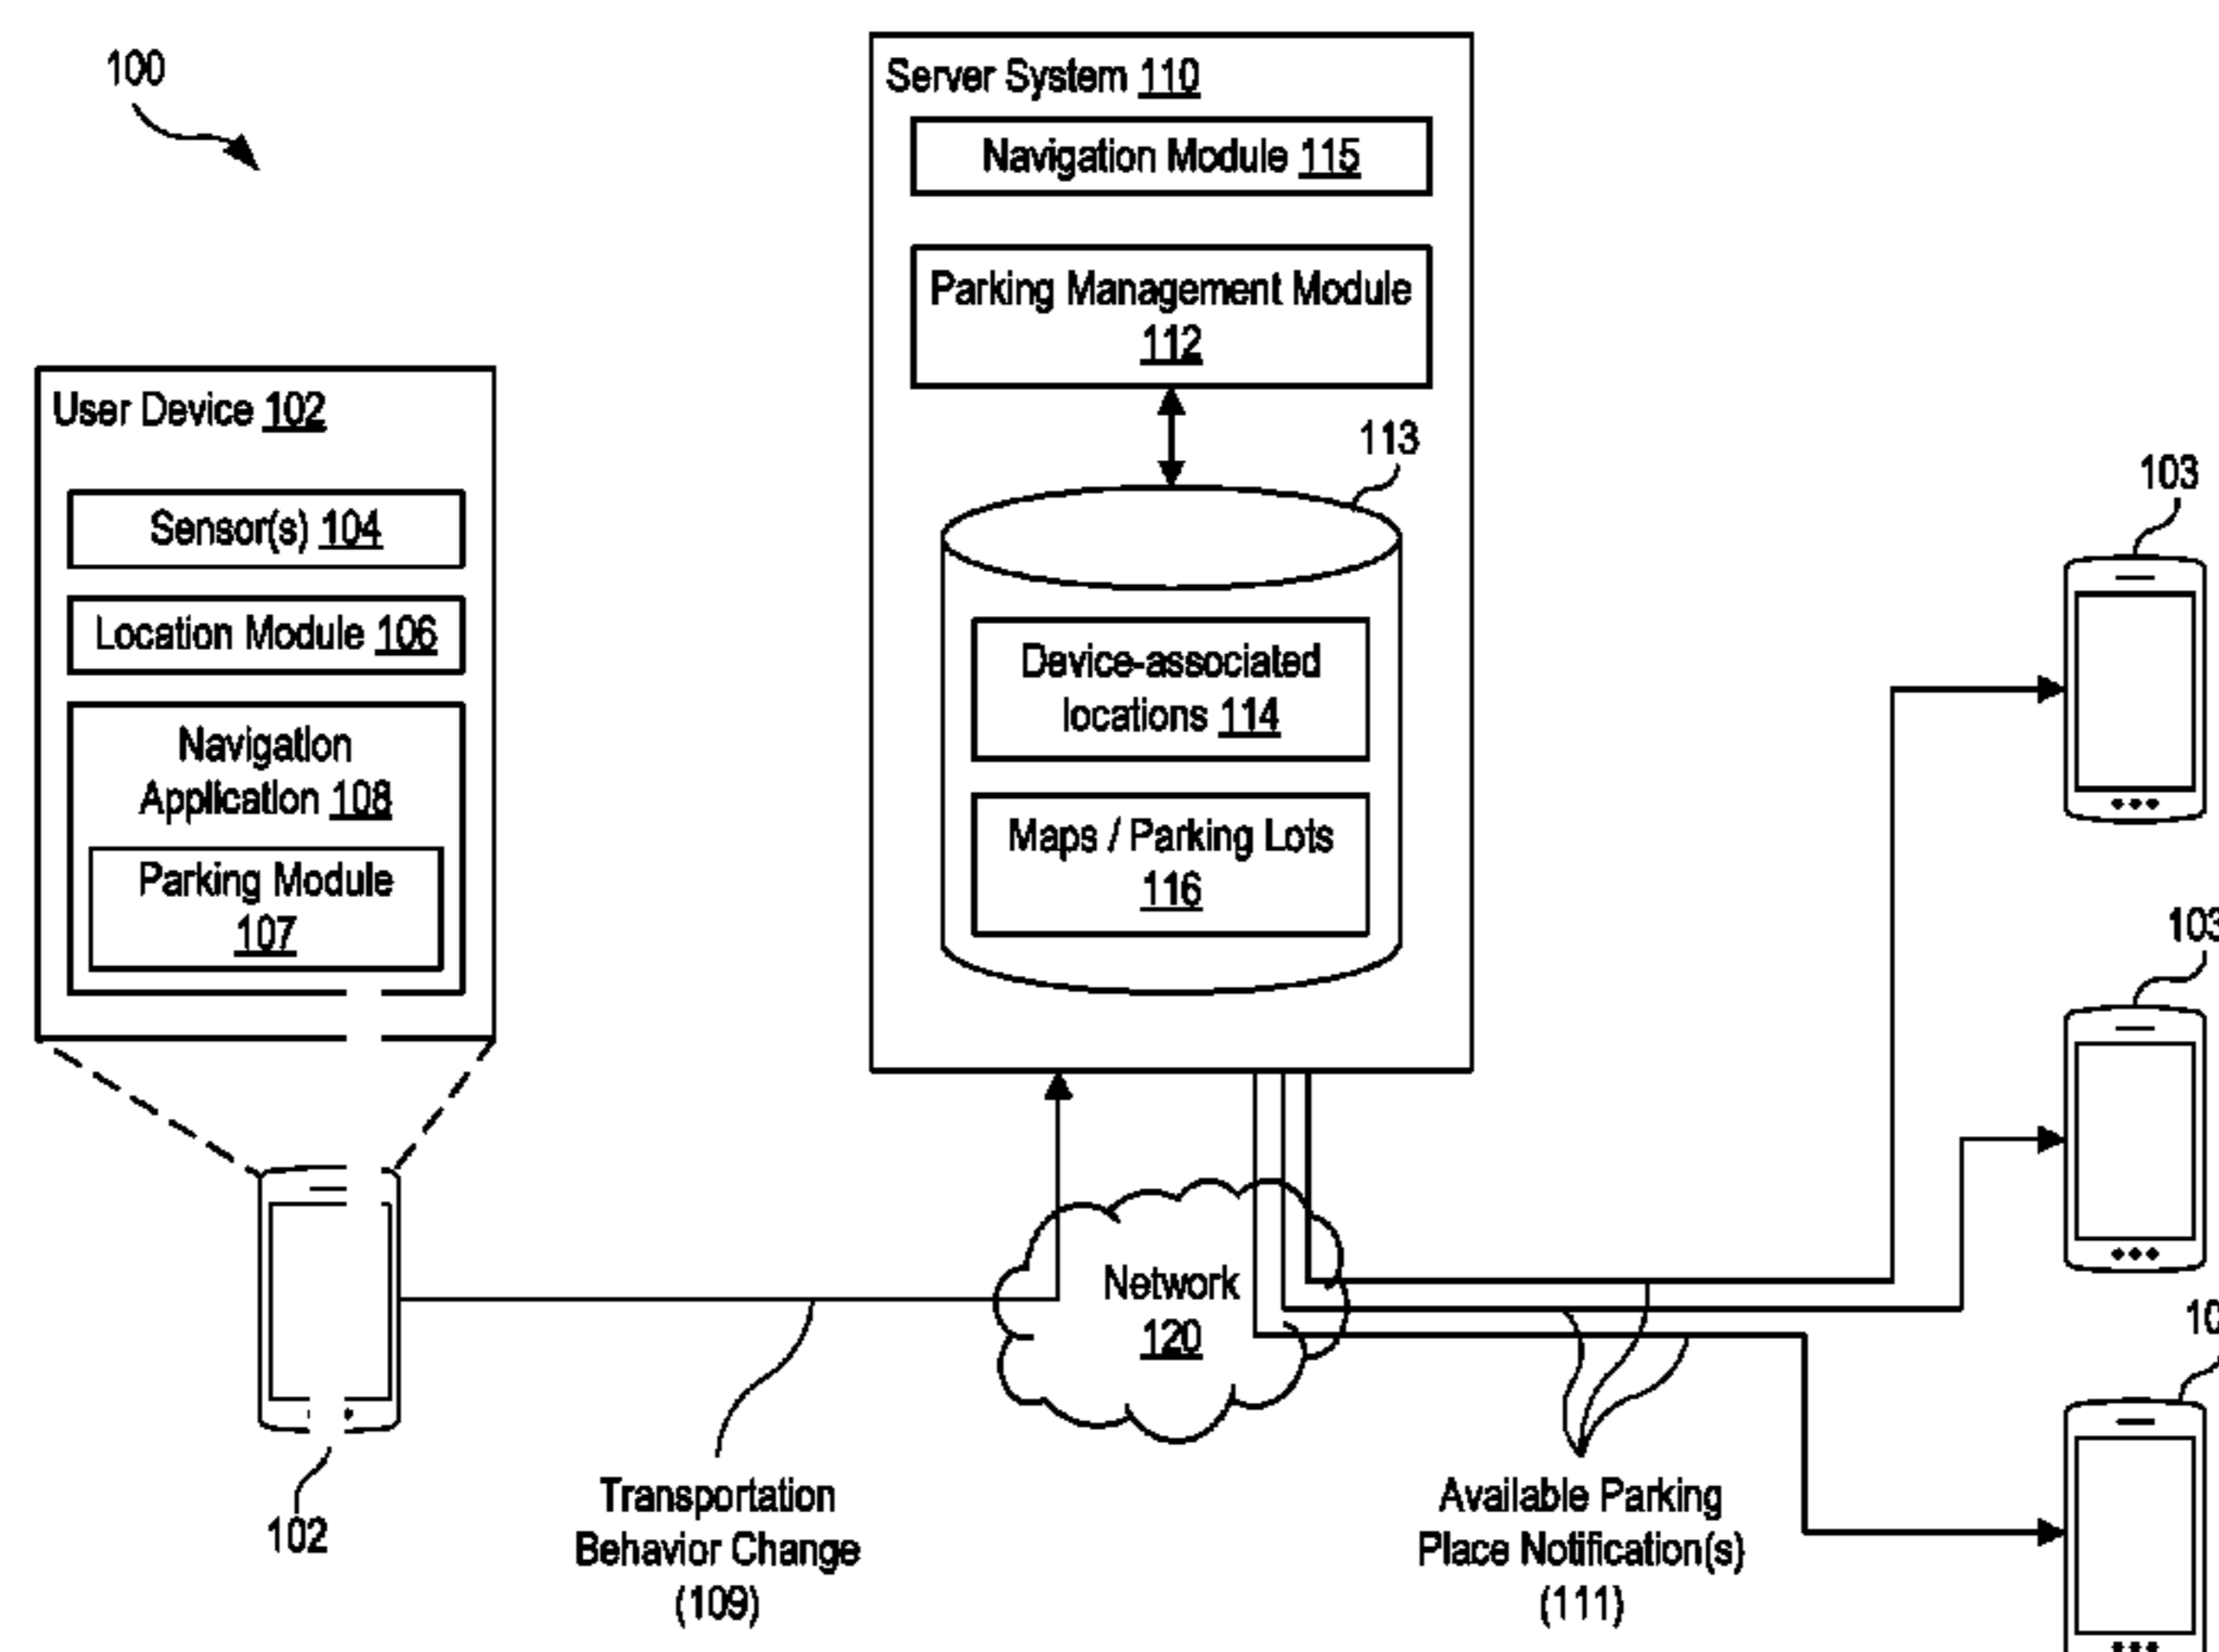 100
Server System 110
Navigation Module 115
Parking Management Module
112
113
Device-associated
locations 114
Maps / Parking Lots
116
User Device 102
Sensor(s) 104
Location Module 106
Navigation
Application 108
Parking Module
107
102
Transportation
Behavior Change
(109)
Network
120
Available Parking
Place Notification(s)
(111)
103
103